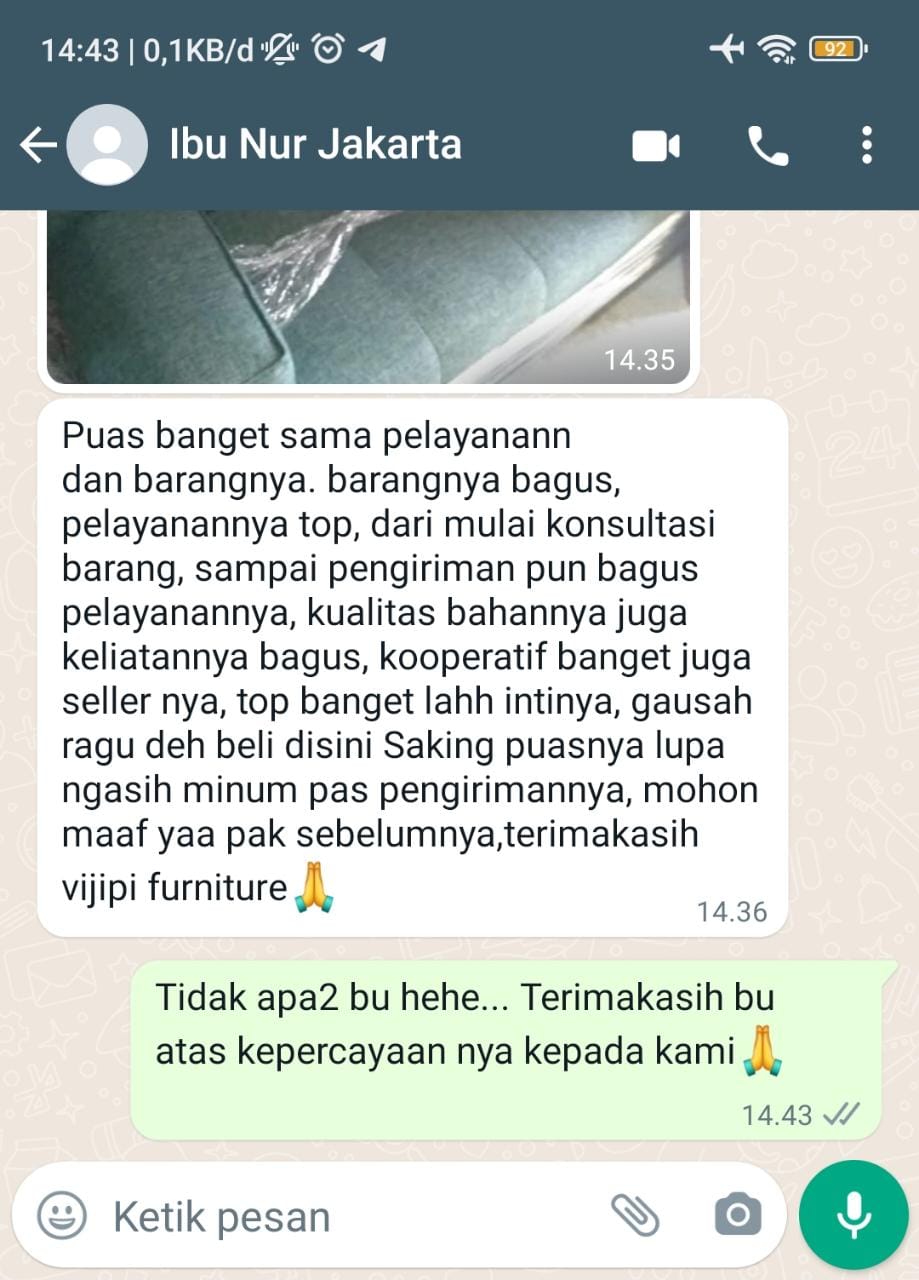 14:43 | 0,1KB/d
92
Ibu Nur Jakarta
14.35
Puas banget sama pelayanann
dan barangnya. barangnya bagus,
pelayanannya top, dari mulai konsultasi
barang, sampai pengiriman pun bagus
pelayanannya, kualitas bahannya juga
keliatannya bagus, kooperatif banget juga
seller nya, top banget lahh intinya, gausah
ragu deh beli disini Saking puasnya lupa
ngasih minum pas pengirimannya, mohon
maaf yaa pak sebelumnya,terimakasih
vijipi furniture🙏
14.36
Tidak apa2 bu hehe... Terimakasih bu
atas kepercayaan nya kepada kami🙏
14.43
Ketik pesan